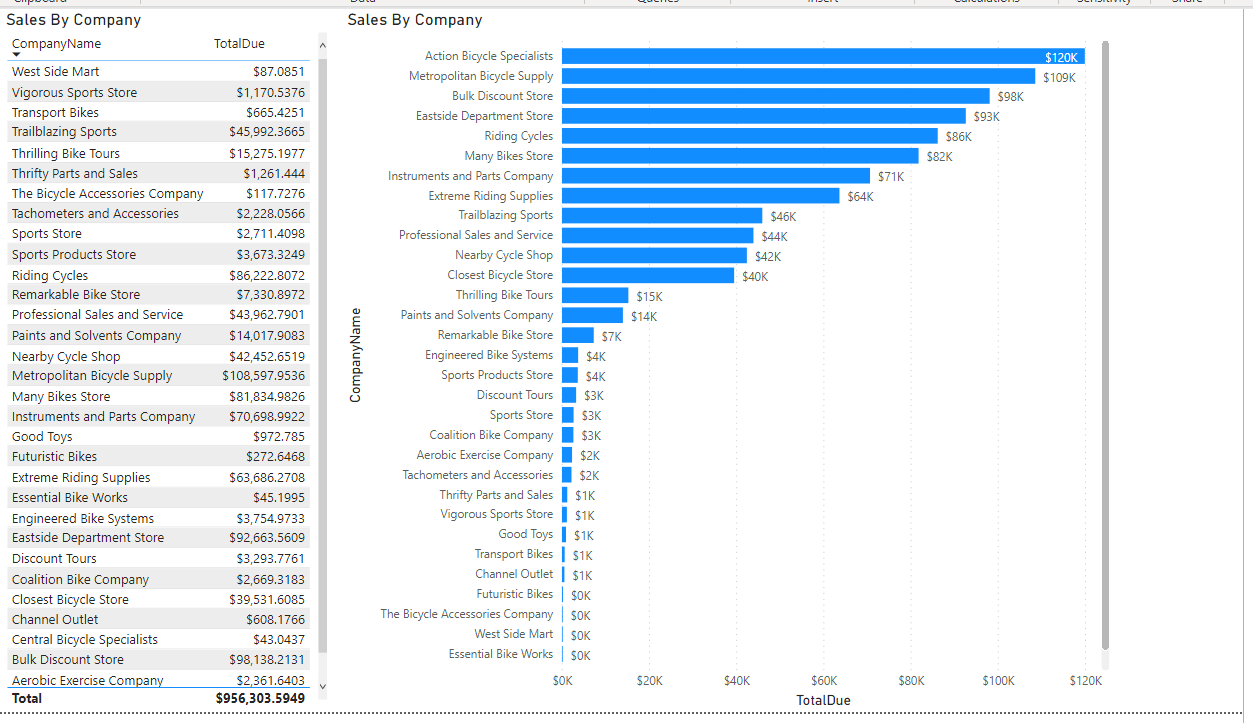 Clipboard Data Queries Insert Calculations Sensitivity Share
Sales By Company
CompanyName TotalDue
West Side Mart $87.0851
Vigorous Sports Store $1,170.5376
Transport Bikes $665.4251
Trailblazing Sports $45,992.3665
Thrilling Bike Tours $15,275.1977
Thrifty Parts and Sales $1,261.444
The Bicycle Accessories Company $117.7276
Tachometers and Accessories $2,228.0566
Sports Store $2,711.4098
Sports Products Store $3,673.3249
Riding Cycles $86,222.8072
Remarkable Bike Store $7,330.8972
Professional Sales and Service $43,962.7901
Paints and Solvents Company $14,017.9083
Nearby Cycle Shop $42,452.6519
Metropolitan Bicycle Supply $108,597.9536
Many Bikes Store $81,834.9826
Instruments and Parts Company $70,698.9922
Good Toys $972.785
Futuristic Bikes $272.6468
Extreme Riding Supplies $63,686.2708
Essential Bike Works $45.1995
Engineered Bike Systems $3,754.9733
Eastside Department Store $92,663.5609
Discount Tours $3,293.7761
Coalition Bike Company $2,669.3183
Closest Bicycle Store $39,531.6085
Channel Outlet $608.1766
Central Bicycle Specialists $43.0437
Bulk Discount Store $98,138.2131
Aerobic Exercise Company $2,361.6403
Total $956,303.5949
Sales By Company
CompanyName
Action Bicycle Specialists $120K
Metropolitan Bicycle Supply $109K
Bulk Discount Store $98K
Eastside Department Store $93K
Riding Cycles $86K
Many Bikes Store $82K
Instruments and Parts Company $71K
Extreme Riding Supplies $64K
Trailblazing Sports $46K
Professional Sales and Service $44K
Nearby Cycle Shop $42K
Closest Bicycle Store $40K
Thrilling Bike Tours $15K
Paints and Solvents Company $14K
Remarkable Bike Store $7K
Engineered Bike Systems $4K
Sports Products Store $4K
Discount Tours $3K
Sports Store $3K
Coalition Bike Company $3K
Aerobic Exercise Company $2K
Tachometers and Accessories $2K
Thrifty Parts and Sales $1K
Vigorous Sports Store $1K
Good Toys $1K
Transport Bikes $1K
Channel Outlet $1K
Futuristic Bikes $0K
The Bicycle Accessories Company $0K
West Side Mart $0K
Essential Bike Works $0K
$0K $20K $40K $60K $80K $100K $120K
TotalDue